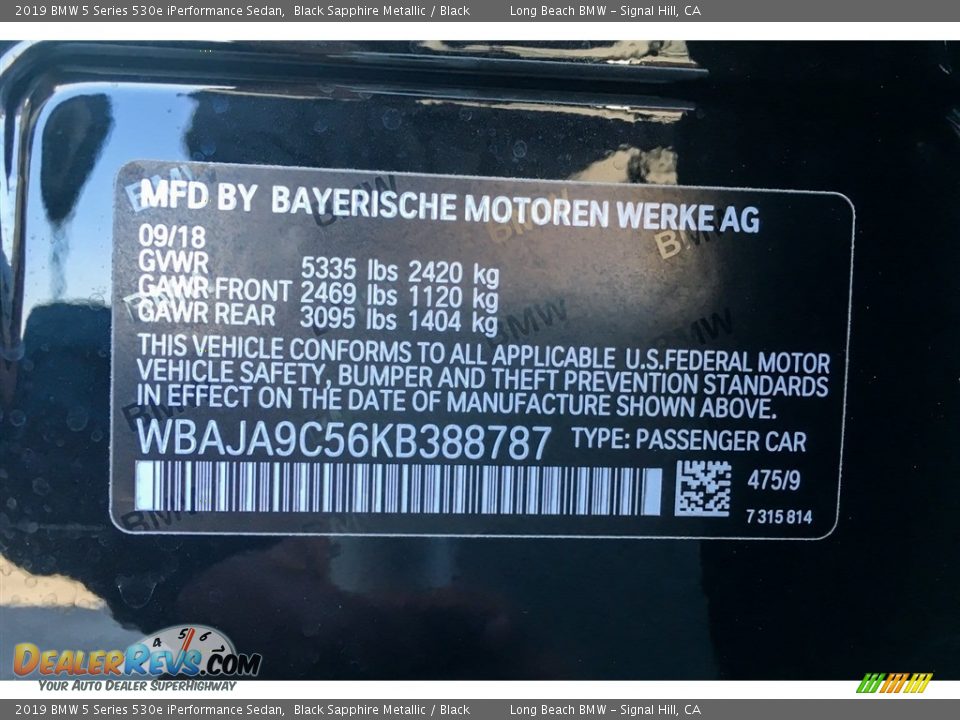 2019 BMW 5 Series 530e iPerformance Sedan, Black Sapphire Metallic / Black Long Beach BMW - Signal Hill, CA
MFD BY BAYERISCHE MOTOREN WERKE AG
09/18
GVWR 5335 lbs 2420 kg
GAWR FRONT 2469 lbs 1120 kg
GAWR REAR 3095 lbs 1404 kg
THIS VEHICLE CONFORMS TO ALL APPLICABLE U.S.FEDERAL MOTOR
VEHICLE SAFETY, BUMPER AND THEFT PREVENTION STANDARDS
IN EFFECT ON THE DATE OF MANUFACTURE SHOWN ABOVE.
WBAJA9C56KB388787 TYPE: PASSENGER CAR
475/9
7 315 814
4 5 6
DEALERREVS.COM
YOUR AUTO DEALER SUPERHIGHWAY
2019 BMW 5 Series 530e iPerformance Sedan, Black Sapphire Metallic / Black Long Beach BMW - Signal Hill, CA